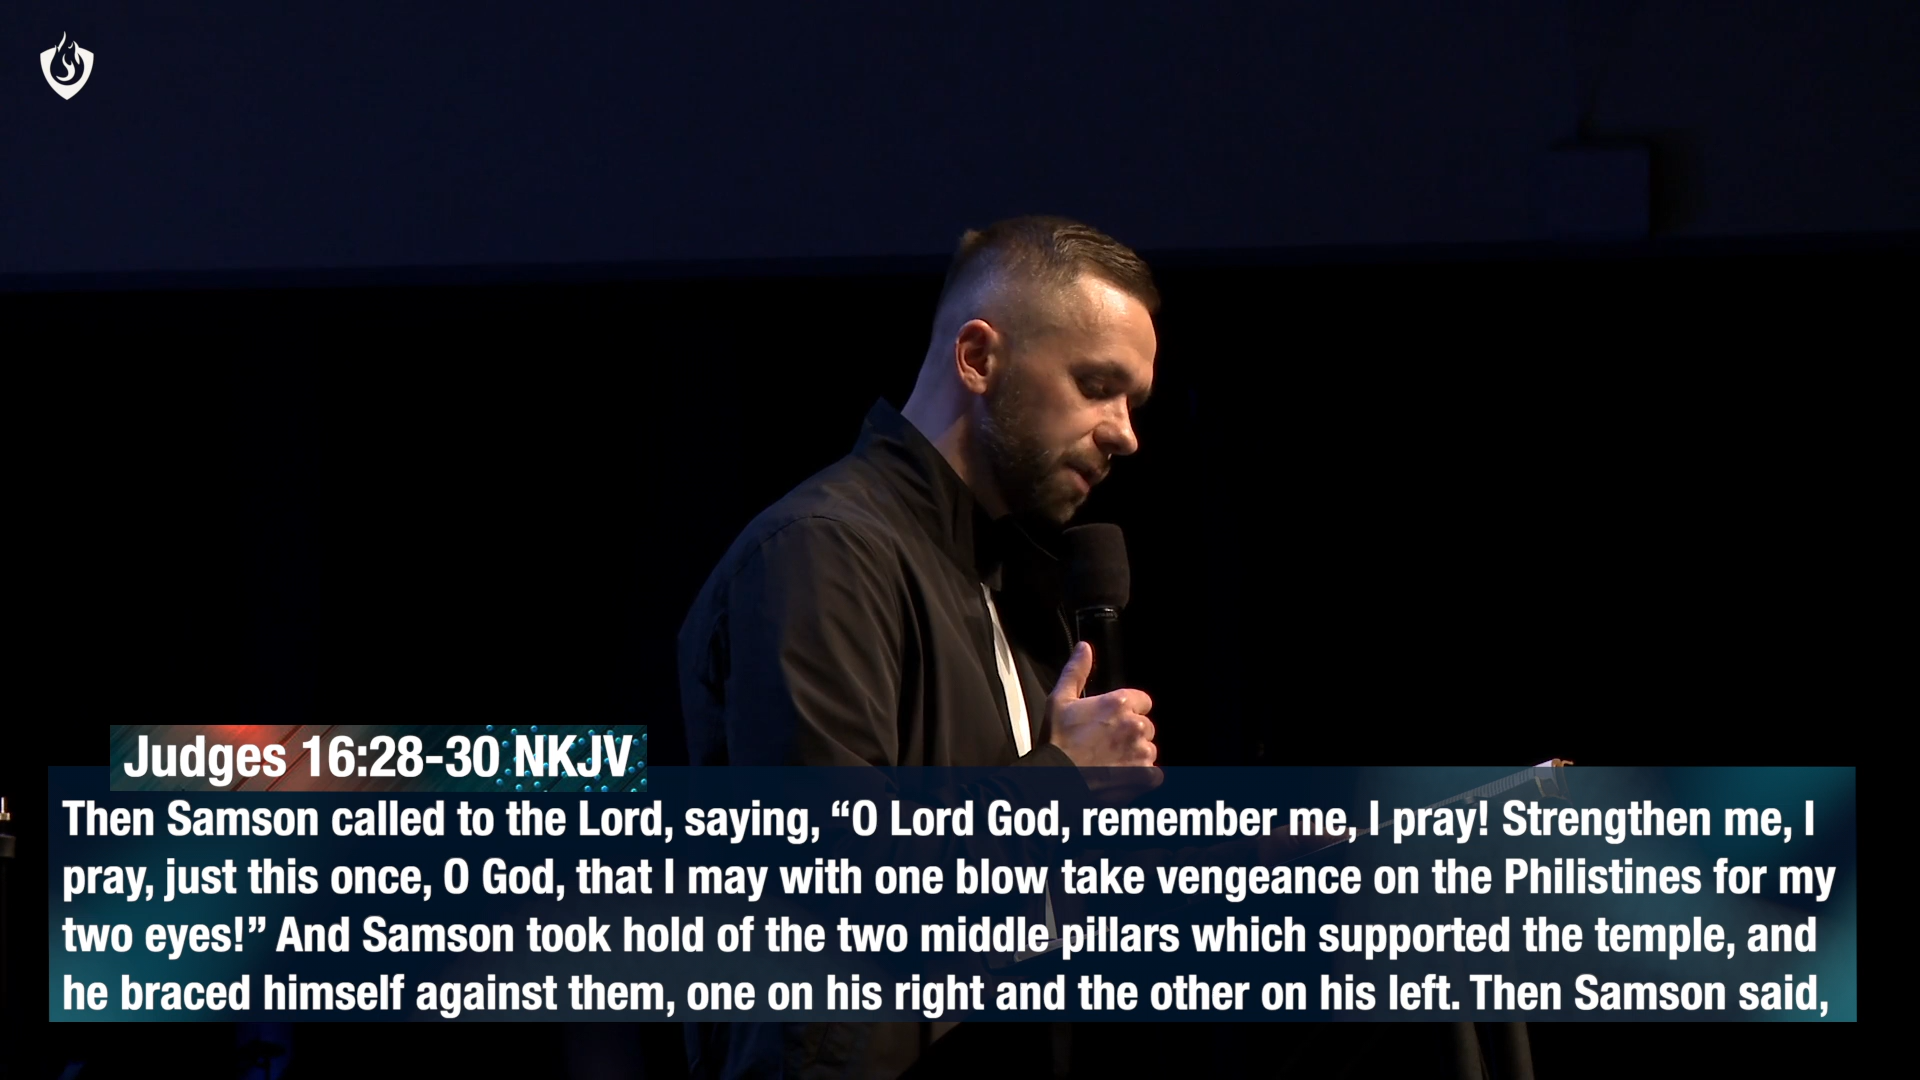 Judges 16:28-30 NKJV
Then Samson called to the Lord, saying, “O Lord God, remember me, I pray! Strengthen me, I
pray, just this once, O God, that I may with one blow take vengeance on the Philistines for my
two eyes!” And Samson took hold of the two middle pillars which supported the temple, and
he braced himself against them, one on his right and the other on his left. Then Samson said,